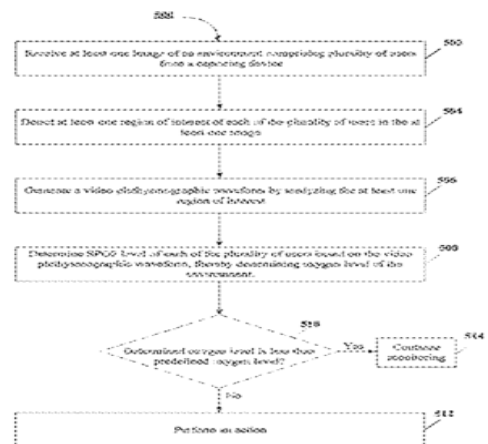 500
Receive at least one image of an environment comprising plurality of users
from a capturing device
502
504
Detect at least one region of interest of each of the plurality of users in the at
least one image
506
Generate a video plethysmographic waveform by analyzing the at least one
region of interest
508
Determine SPO2 level of each of the plurality of users based on the video
plethysmographic waveform, thereby determining oxygen level of the
environment.
510
Determined oxygen level is less than
predefined oxygen level?
Yes
Continue
monitoring
514
No
512
Perform an action